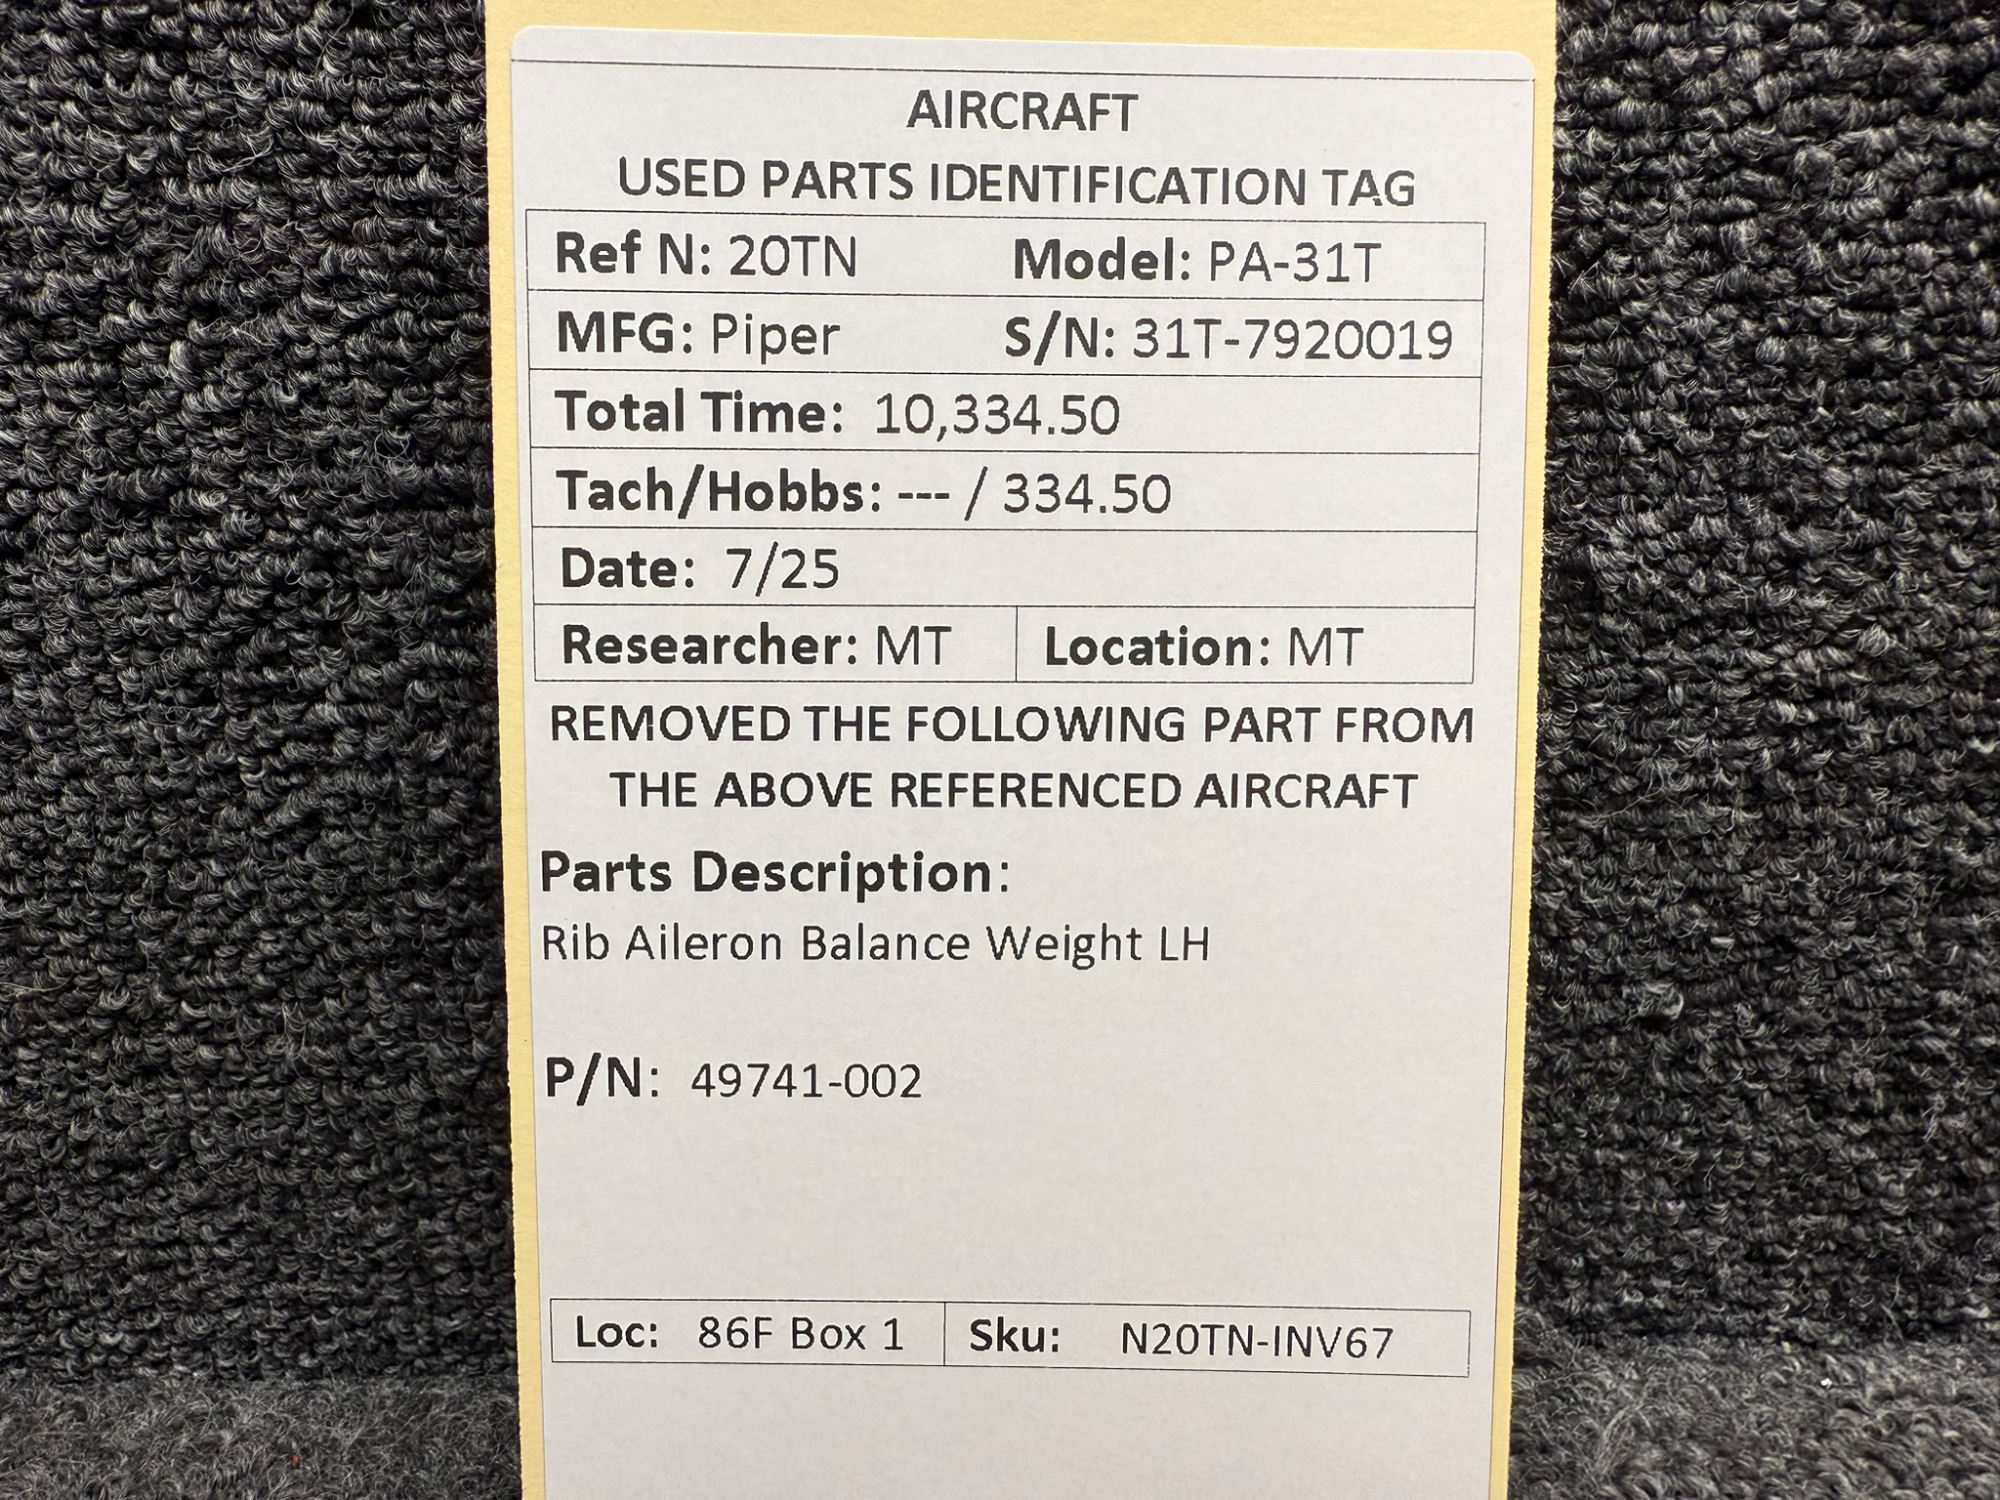 AIRCRAFT
USED PARTS IDENTIFICATION TAG
Ref N: 20TN Model: PA-31T
MFG: Piper S/N: 31T-7920019
Total Time: 10,334.50
Tach/Hobbs: --- / 334.50
Date: 7/25
Researcher: MT Location: MT
REMOVED THE FOLLOWING PART FROM
THE ABOVE REFERENCED AIRCRAFT
Parts Description:
Rib Aileron Balance Weight LH
P/N: 49741-002
Loc: 86F Box 1 Sku: N20TN-INV67